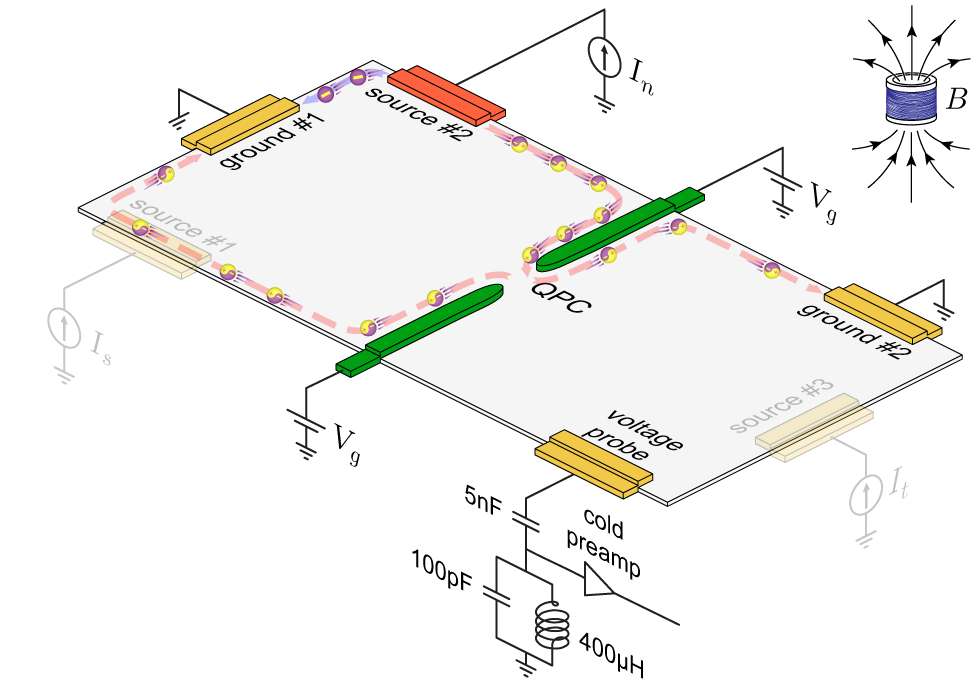 I_n
B
source #2
ground #1
source #1
V_g
QPC
I_s
ground #2
source #3
V_g
voltage
probe
I_t
5nF
cold
preamp
100pF
400μH